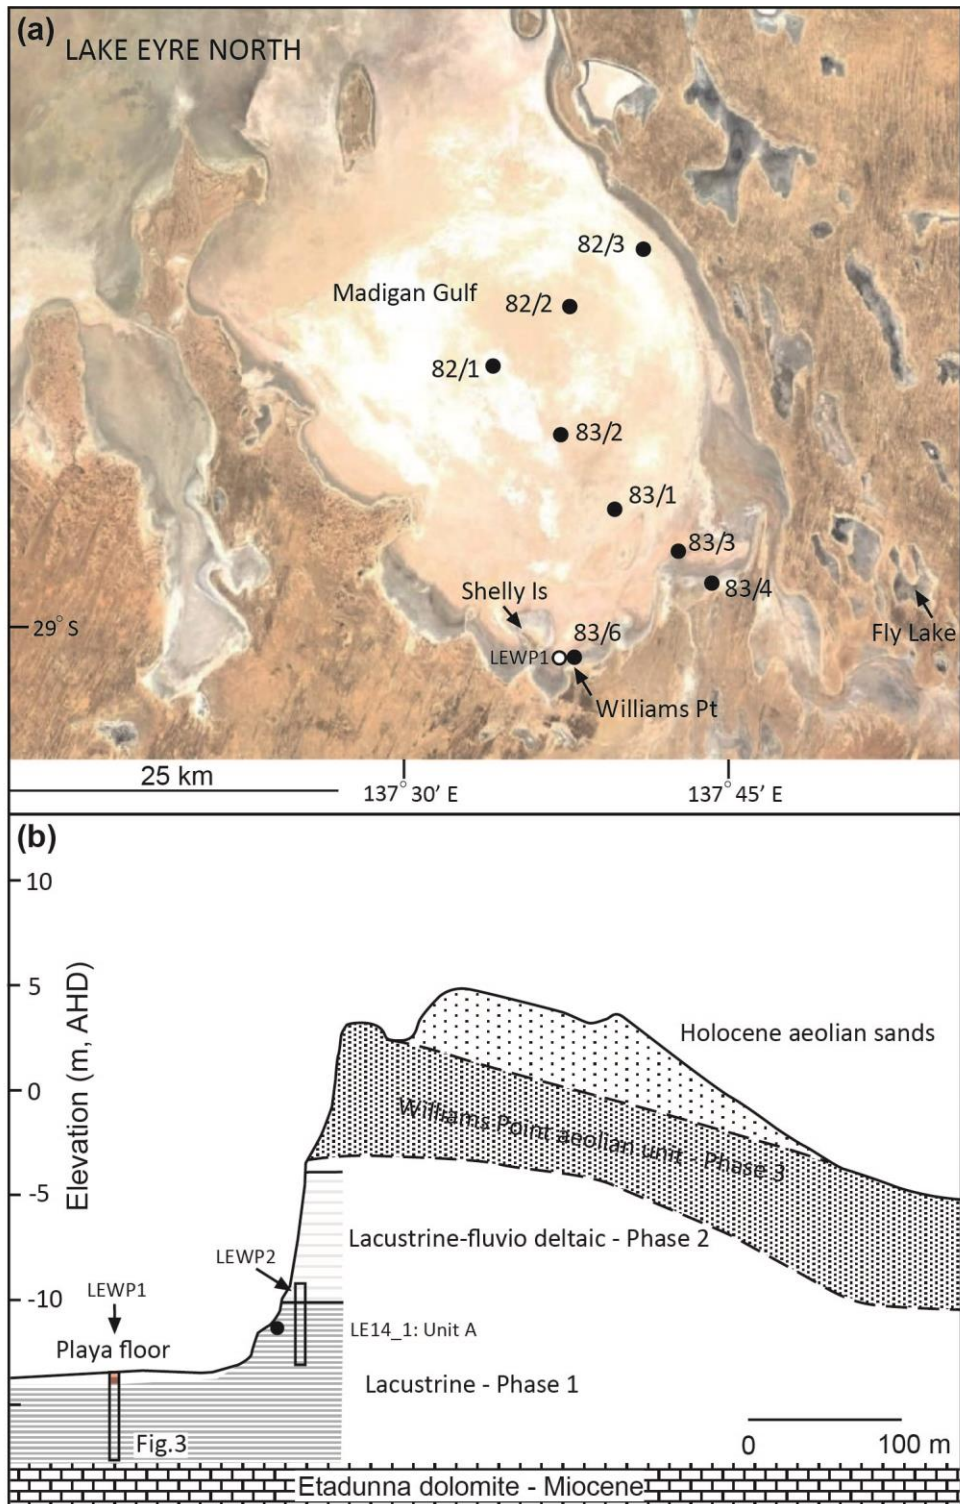 (a)
LAKE EYRE NORTH
82/3
Madigan Gulf
82/2
82/1
83/2
83/1
83/3
83/4
Shelly Is
29° S
83/6
Fly Lake
LEWP1
Williams Pt
25 km
137° 30’ E
137° 45’ E
(b)
10
5
Holocene aeolian sands
0
Elevation (m, AHD)
Williams Point aeolian unit - Phase 3
-5
Lacustrine-fluvio deltaic - Phase 2
LEWP2
LEWP1
-10
LE14_1: Unit A
Playa floor
Lacustrine - Phase 1
Fig.3
0 100 m
Etadunna dolomite - Miocene